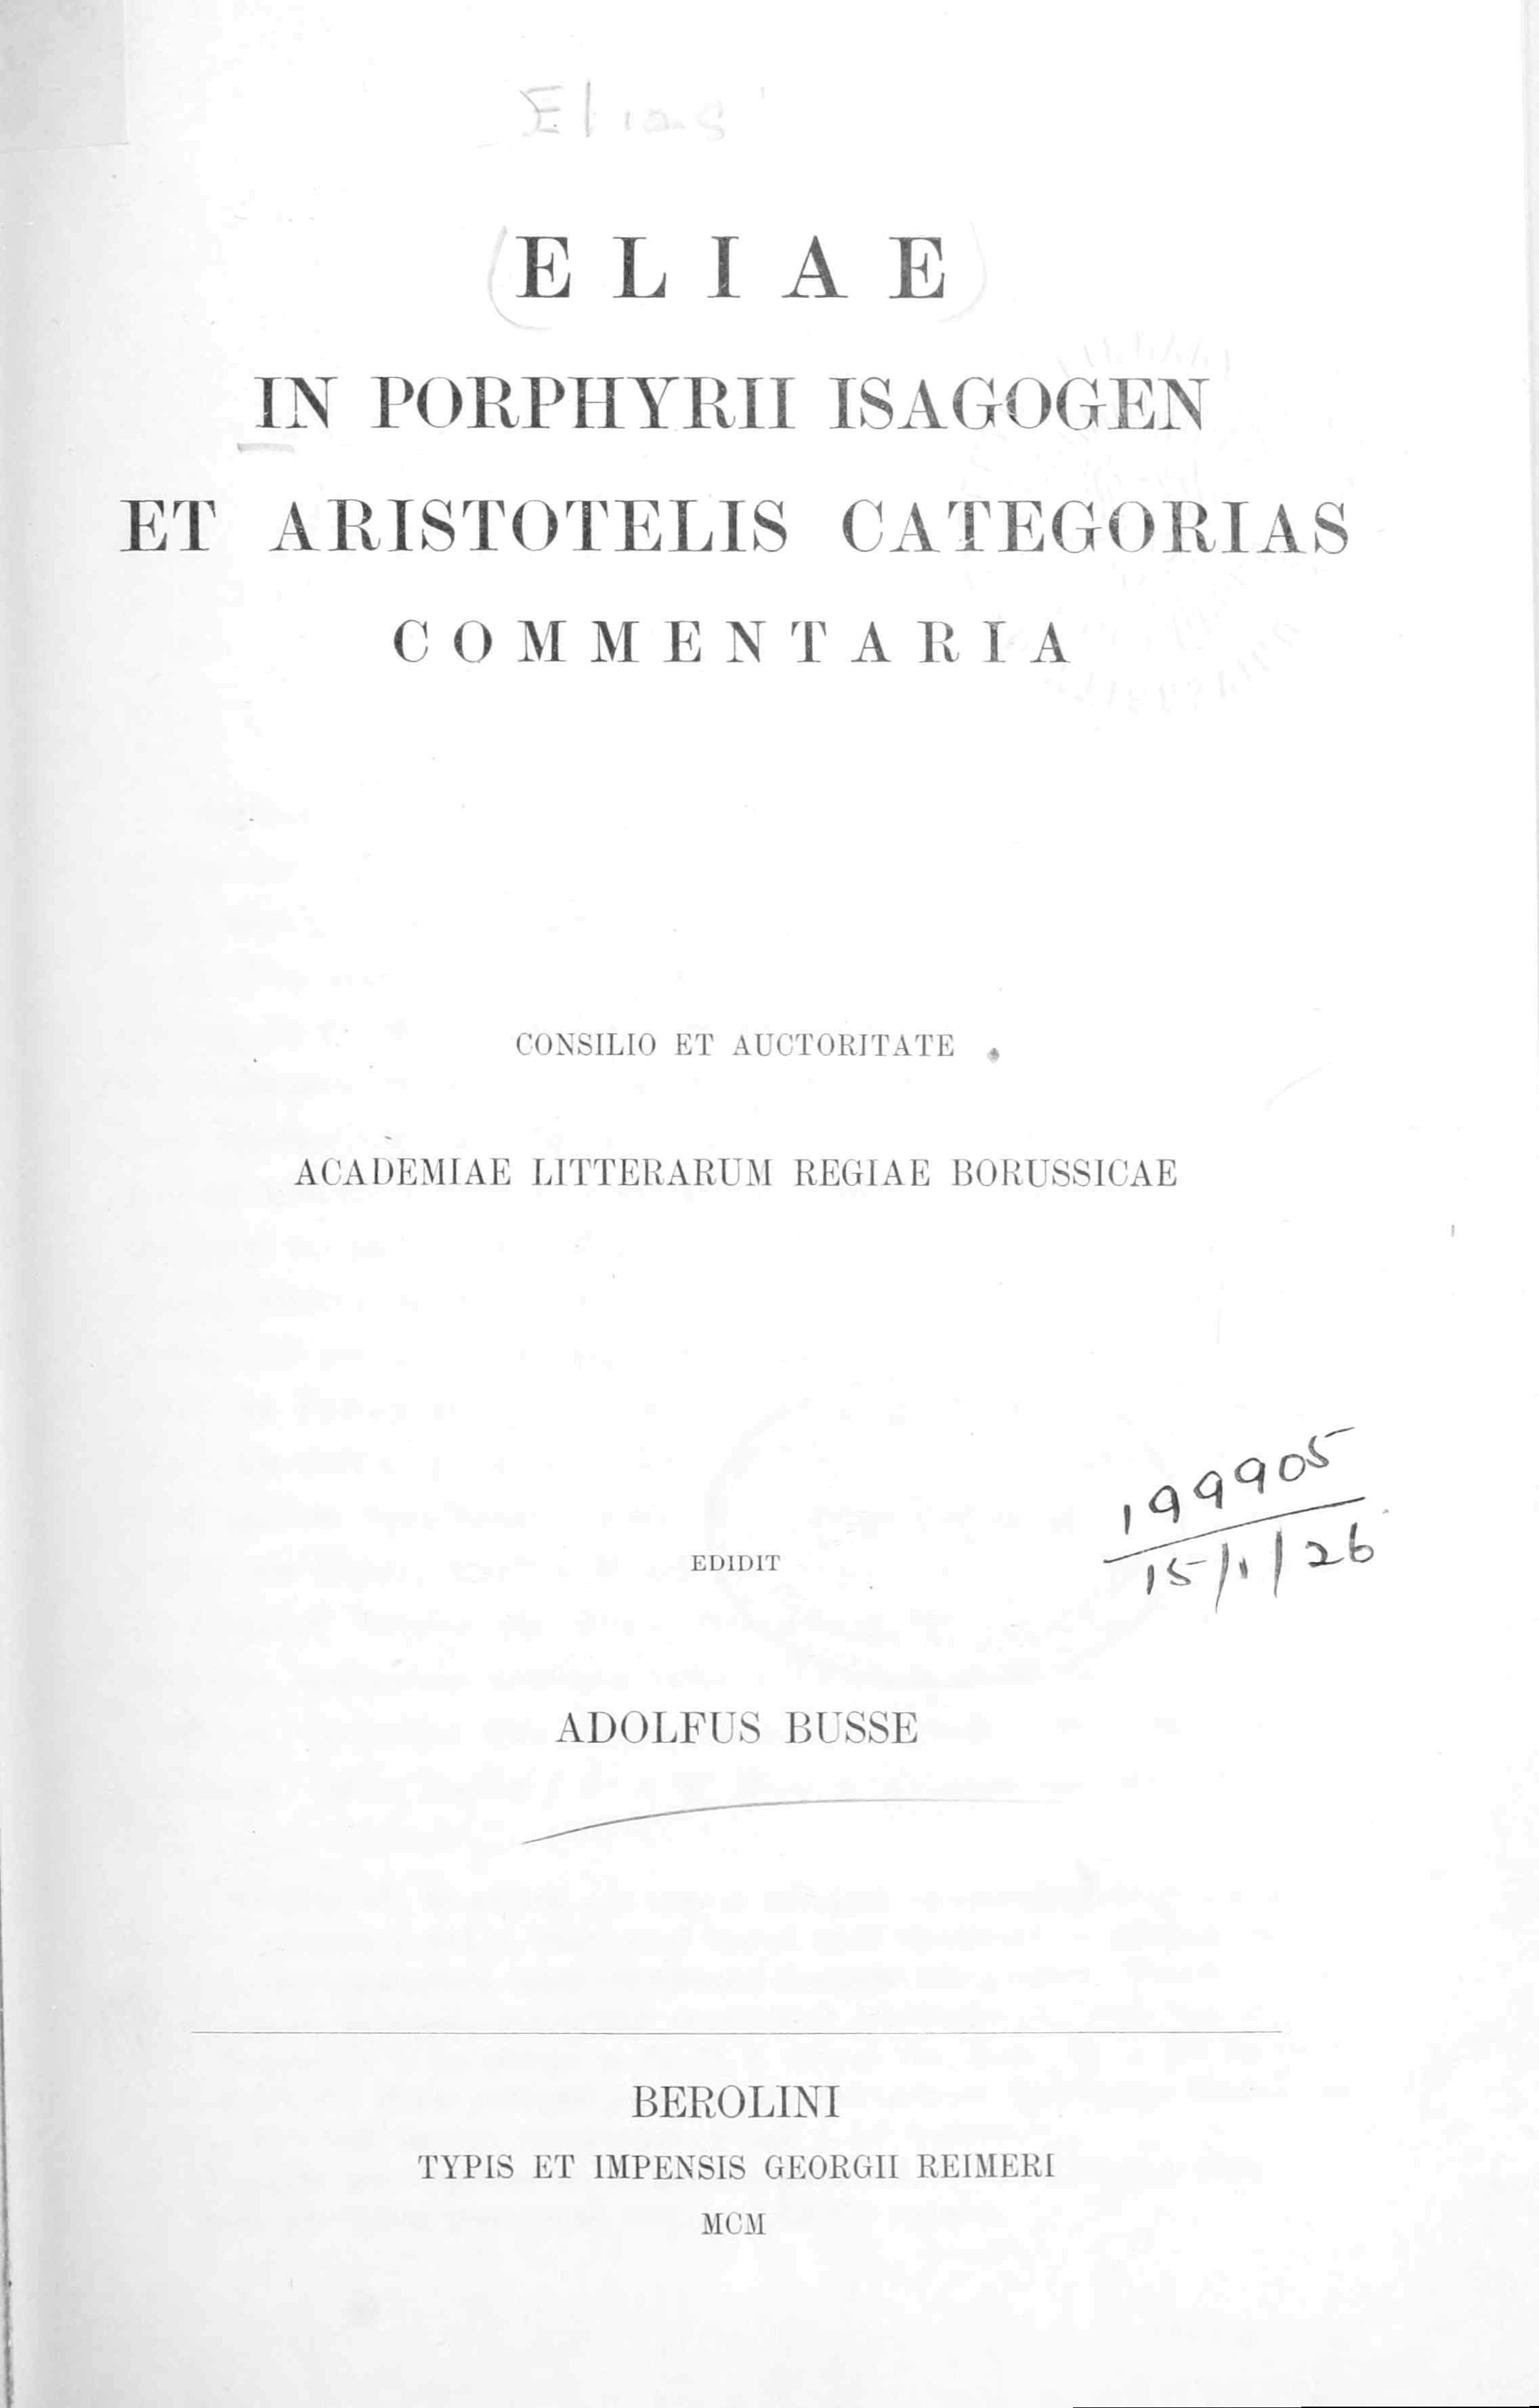 Elias
ELIAE
IN PORPHYRII ISAGOGEN
ET ARISTOTELIS CATEGORIAS
COMMENTARIA
CONSILIO ET AUCTORITATE
ACADEMIAE LITTERARUM REGIAE BORUSSICAE
199905
15/1/26
EDIDIT
ADOLFUS BUSSE
BEROLINI
TYPIS ET IMPENSIS GEORGII REIMERI
MCM